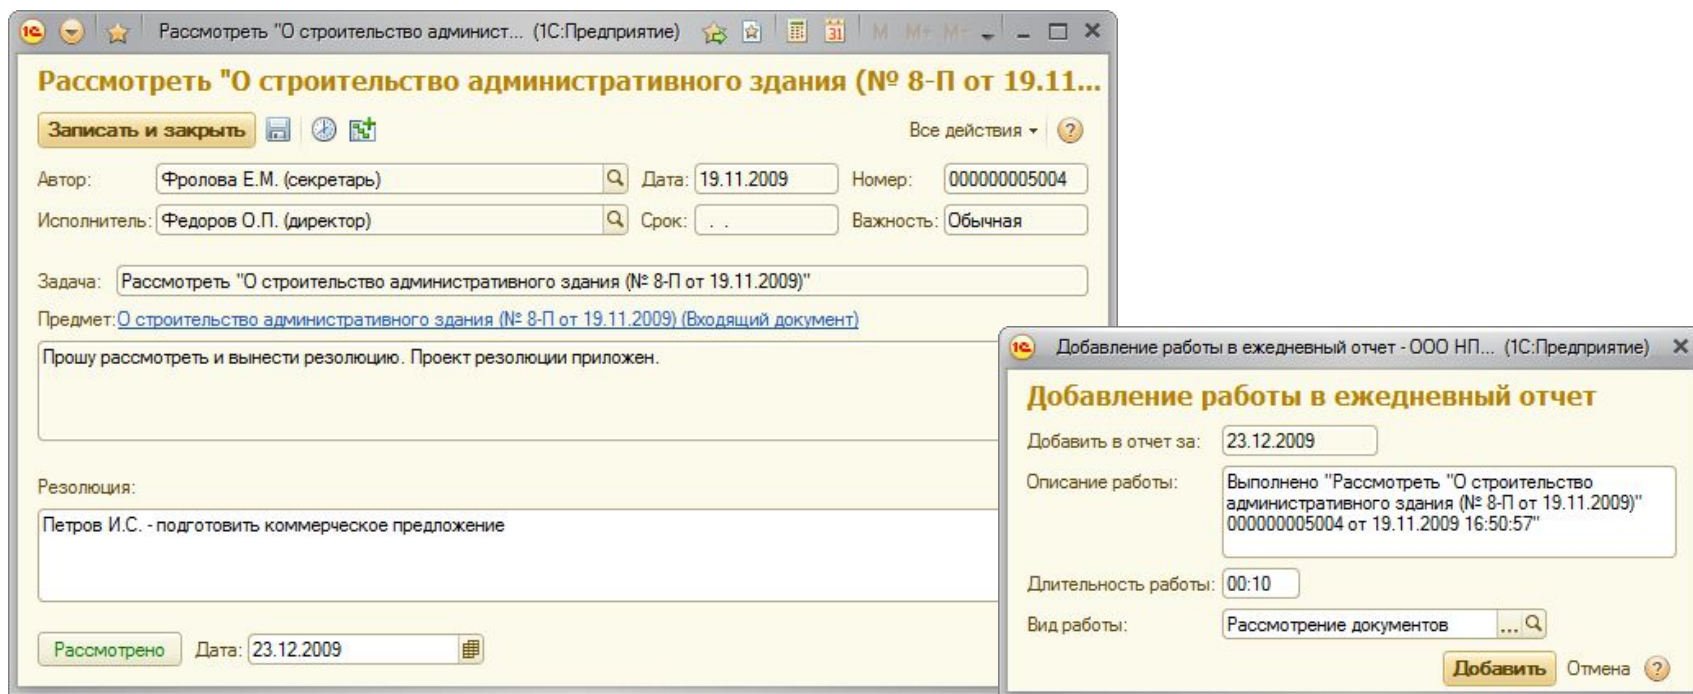 Рассмотреть "О строительство админист... (1С:Предприятие) 31 M M+ M-
Рассмотреть "О строительство административного здания (№ 8-П от 19.11...
Записать и закрыть Все действия
Автор: Фролова Е.М. (секретарь) Дата: 19.11.2009 Номер: 000000005004
Исполнитель: Федоров О.П. (директор) Срок: . . Важность: Обычная
Задача: Рассмотреть "О строительство административного здания (№ 8-П от 19.11.2009)"
Предмет: О строительство административного здания (№ 8-П от 19.11.2009) (Входящий документ)
Прошу рассмотреть и вынести резолюцию. Проект резолюции приложен.
Резолюция:
Петров И.С. - подготовить коммерческое предложение
Рассмотрено Дата: 23.12.2009
Добавление работы в ежедневный отчет - ООО НП... (1С:Предприятие)
Добавление работы в ежедневный отчет
Добавить в отчет за: 23.12.2009
Описание работы: Выполнено "Рассмотреть "О строительство
административного здания (№ 8-П от 19.11.2009)"
000000005004 от 19.11.2009 16:50:57"
Длительность работы: 00:10
Вид работы: Рассмотрение документов ...
Добавить Отмена ?